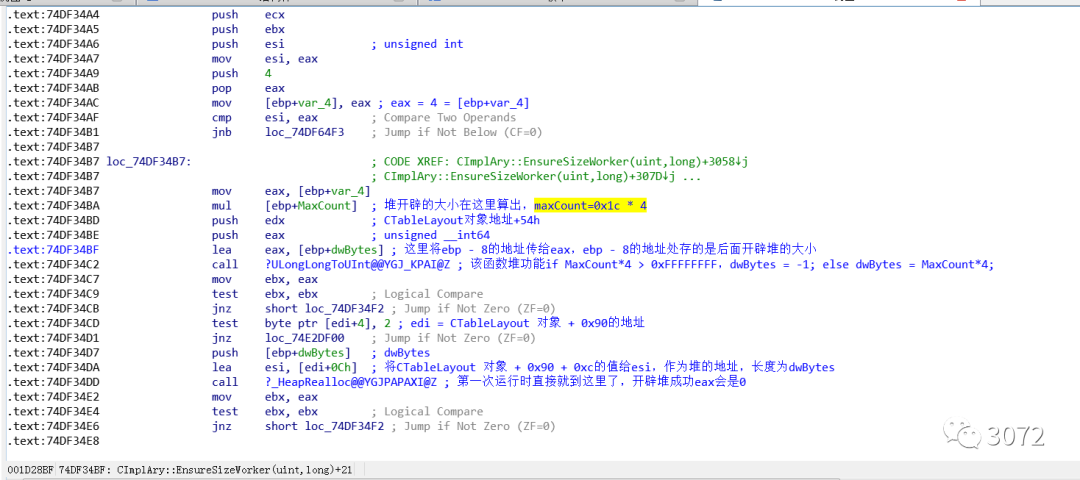 .text:74DF34A4 push ecx
.text:74DF34A5 push ebx
.text:74DF34A6 push esi ; unsigned int
.text:74DF34A7 mov esi, eax
.text:74DF34A9 push 4
.text:74DF34AB pop eax
.text:74DF34AC mov [ebp+var_4], eax ; eax = 4 = [ebp+var_4]
.text:74DF34AF cmp esi, eax ; Compare Two Operands
.text:74DF34B1 jnb loc_74DF64F3 ; Jump if Not Below (CF=0)
.text:74DF34B7
.text:74DF34B7 loc_74DF34B7: ; CODE XREF: CImplAry::EnsureSizeWorker(uint,long)+3058↓j
.text:74DF34B7 ; CImplAry::EnsureSizeWorker(uint,long)+307D↓j ...
.text:74DF34B7 mov eax, [ebp+var_4]
.text:74DF34BA mul [ebp+MaxCount] ; 堆开辟的大小在这里算出，maxCount=0x1c * 4
.text:74DF34BD push edx ; CTableLayout对象地址+54h
.text:74DF34BE push eax ; unsigned __int64
.text:74DF34BF lea eax, [ebp+dwBytes] ; 这里将ebp - 8的地址传给eax，ebp - 8的地址处存的是后面开辟堆的大小
.text:74DF34C2 call ?ULongLongToUInt@@YGJ_KPAI@Z ; 该函数堆功能if MaxCount*4 > 0xFFFFFFFF，dwBytes = -1; else dwBytes = MaxCount*4;
.text:74DF34C7 mov ebx, eax
.text:74DF34C9 test ebx, ebx ; Logical Compare
.text:74DF34CB jnz short loc_74DF34F2 ; Jump if Not Zero (ZF=0)
.text:74DF34CD test byte ptr [edi+4], 2 ; edi = CTableLayout 对象 + 0x90的地址
.text:74DF34D1 jnz loc_74E2DF00 ; Jump if Not Zero (ZF=0)
.text:74DF34D7 push [ebp+dwBytes] ; dwBytes
.text:74DF34DA lea esi, [edi+0Ch] ; 将CTableLayout 对象 + 0x90 + 0xc的值给esi，作为堆的地址，长度为dwBytes
.text:74DF34DD call ?_HeapRealloc@@YGJPAPAXI@Z ; 第一次运行时直接就到这里了，开辟堆成功eax会是0
.text:74DF34E2 mov ebx, eax
.text:74DF34E4 test ebx, ebx ; Logical Compare
.text:74DF34E6 jnz short loc_74DF34F2 ; Jump if Not Zero (ZF=0)
.text:74DF34E8
3072
001D28BF 74DF34BF: CImplAry::EnsureSizeWorker(uint,long)+21